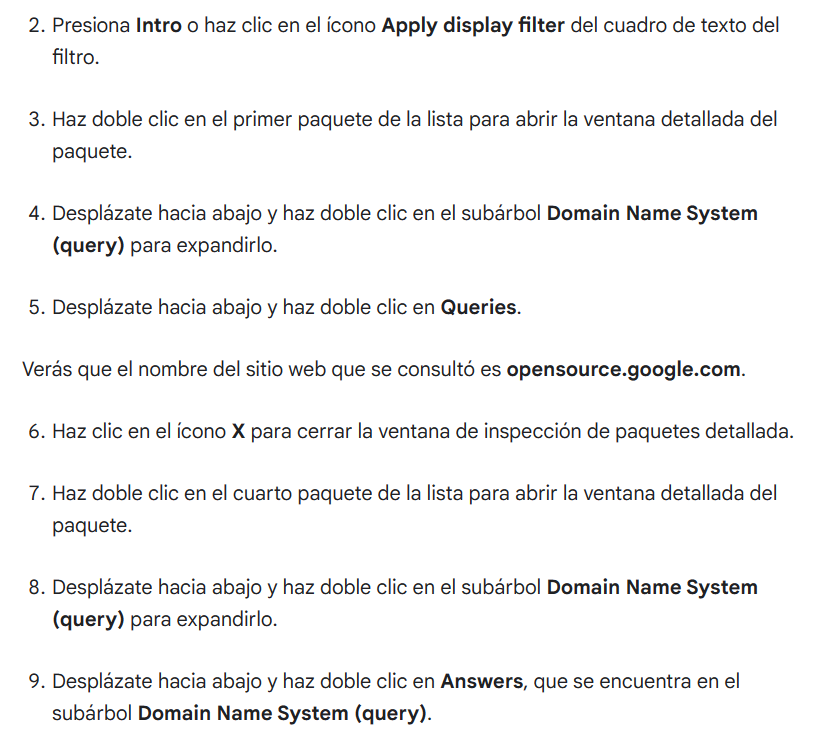 2. Presiona Intro o haz clic en el ícono Apply display filter del cuadro de texto del
filtro.
3. Haz doble clic en el primer paquete de la lista para abrir la ventana detallada del
paquete.
4. Desplázate hacia abajo y haz doble clic en el subárbol Domain Name System
(query) para expandirlo.
5. Desplázate hacia abajo y haz doble clic en Queries.
Verás que el nombre del sitio web que se consultó es opensource.google.com.
6. Haz clic en el ícono X para cerrar la ventana de inspección de paquetes detallada.
7. Haz doble clic en el cuarto paquete de la lista para abrir la ventana detallada del
paquete.
8. Desplázate hacia abajo y haz doble clic en el subárbol Domain Name System
(query) para expandirlo.
9. Desplázate hacia abajo y haz doble clic en Answers, que se encuentra en el
subárbol Domain Name System (query).